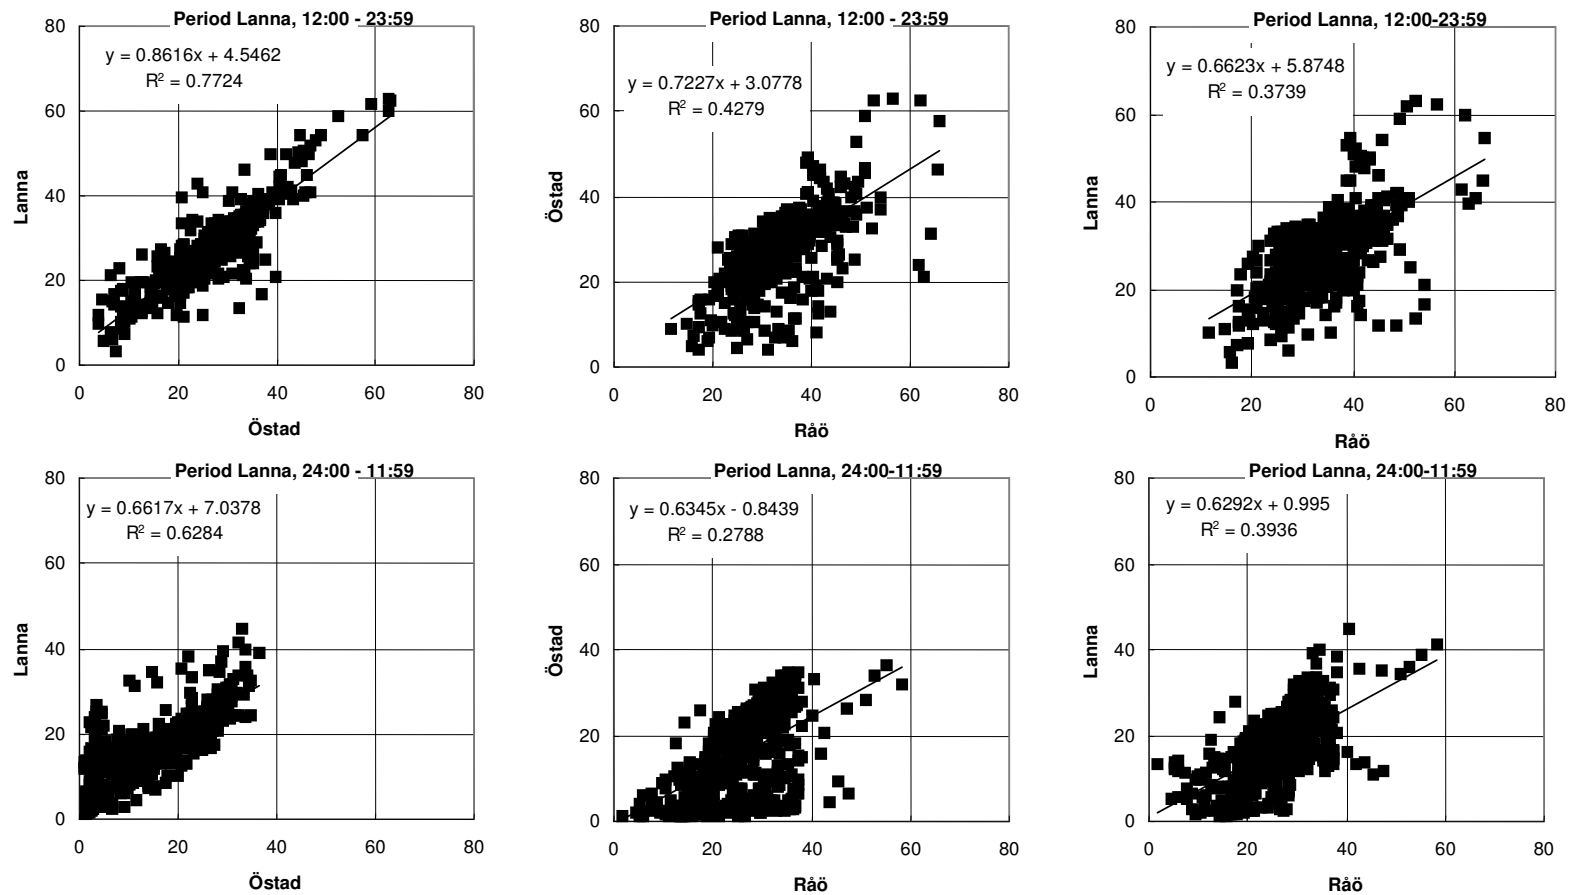 Period Lanna, 12:00 - 23:59
y = 0.8616x + 4.5462
R² = 0.7724
80
60
40
20
0
Lanna
0 20 40 60 80
Östad
Period Lanna, 12:00 - 23:59
y = 0.7227x + 3.0778
R² = 0.4279
80
60
40
20
0
Östad
0 20 40 60 80
Råö
Period Lanna, 12:00-23:59
y = 0.6623x + 5.8748
R² = 0.3739
80
60
40
20
0
Lanna
0 20 40 60 80
Råö
Period Lanna, 24:00 - 11:59
y = 0.6617x + 7.0378
R² = 0.6284
80
60
40
20
0
Lanna
0 20 40 60 80
Östad
Period Lanna, 24:00-11:59
y = 0.6345x - 0.8439
R² = 0.2788
80
60
40
20
0
Östad
0 20 40 60 80
Råö
Period Lanna, 24:00-11:59
y = 0.6292x + 0.995
R² = 0.3936
80
60
40
20
0
Lanna
0 20 40 60 80
Råö